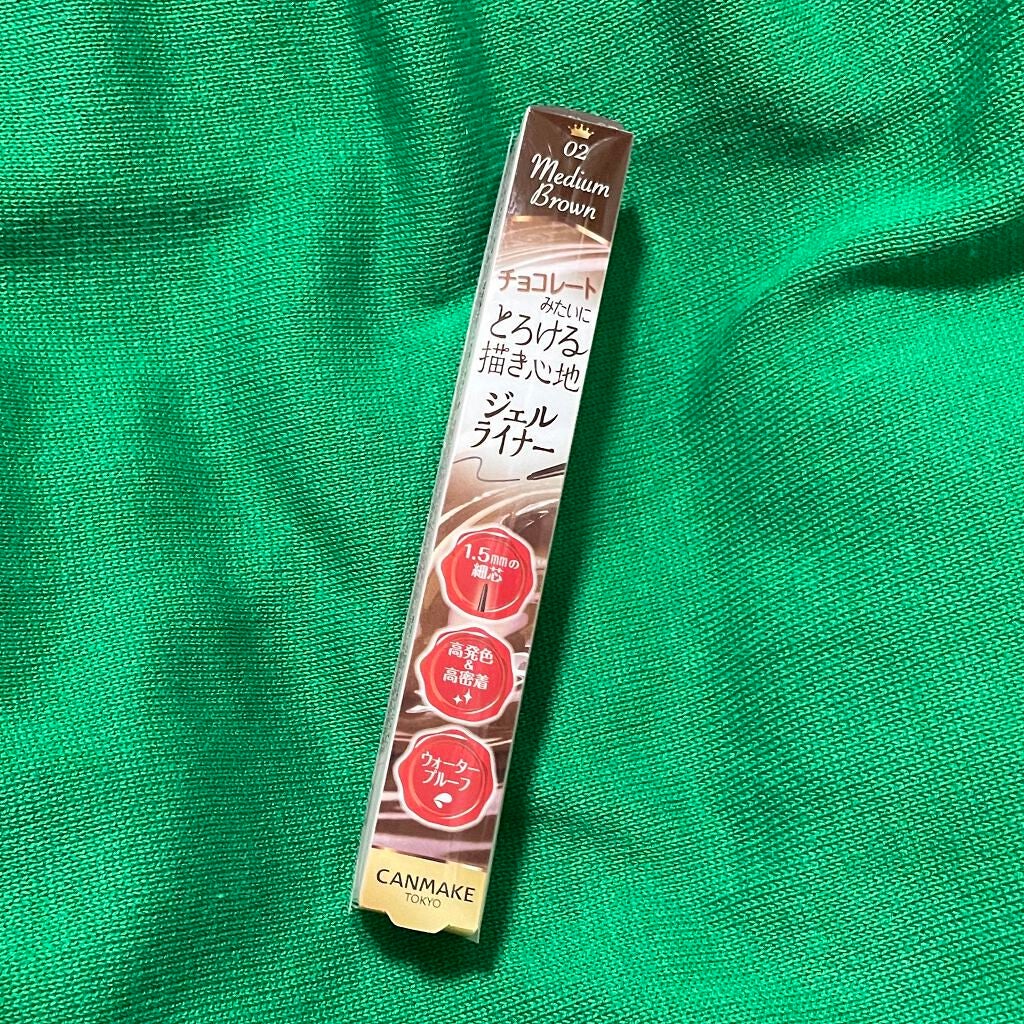 02
Medium
Brown
チョコレート
みたいに
とろける
描き心地
ジェル
ライナー
1.5mmの
細芯
高発色
&
高密着
ウォーター
プルーフ
CANMAKE
TOKYO